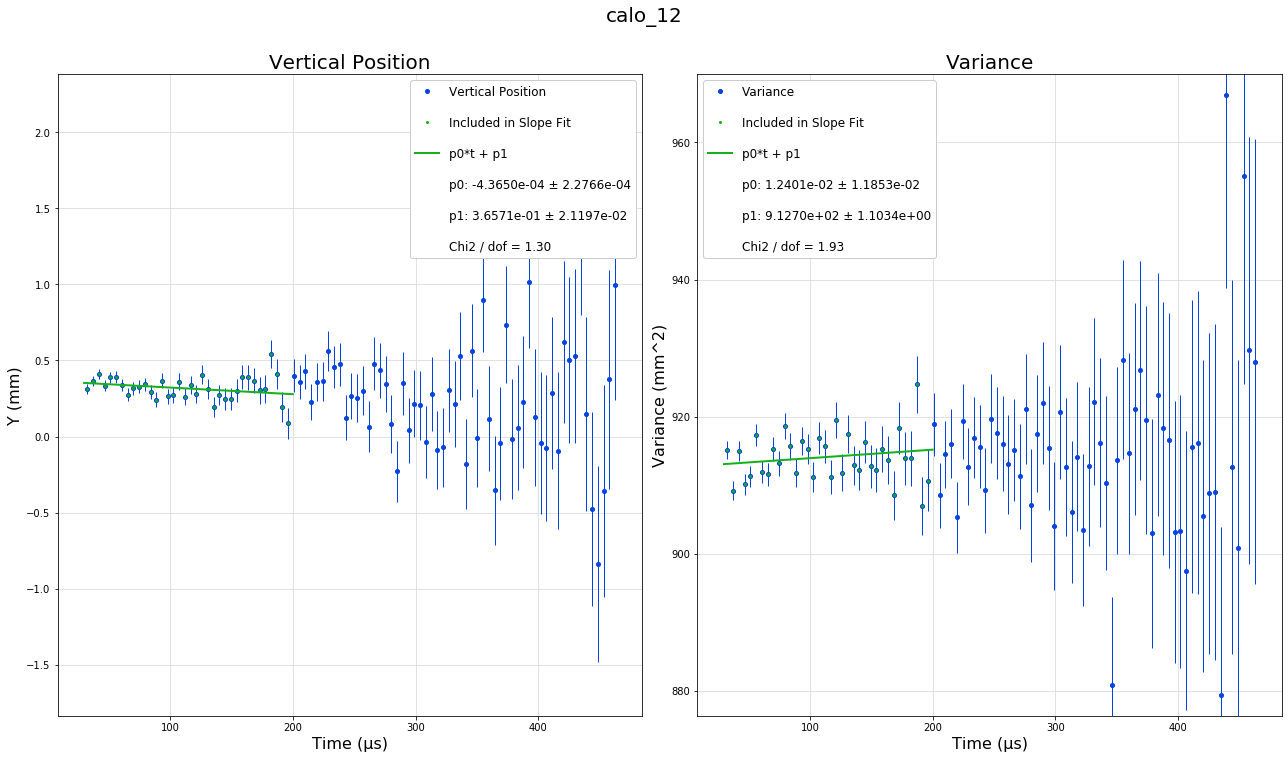 calo_12
Vertical Position
Vertical Position
Included in Slope Fit
p0*t + p1
p0: -4.3650e-04 ± 2.2766e-04
p1: 3.6571e-01 ± 2.1197e-02
Chi2 / dof = 1.30
2.0
1.5
1.0
0.5
0.0
−0.5
−1.0
−1.5
Y (mm)
100
200
300
400
Time (μs)
Variance
Variance
Included in Slope Fit
p0*t + p1
p0: 1.2401e-02 ± 1.1853e-02
p1: 9.1270e+02 ± 1.1034e+00
Chi2 / dof = 1.93
960
940
920
900
880
Variance (mm^2)
100
200
300
400
Time (μs)